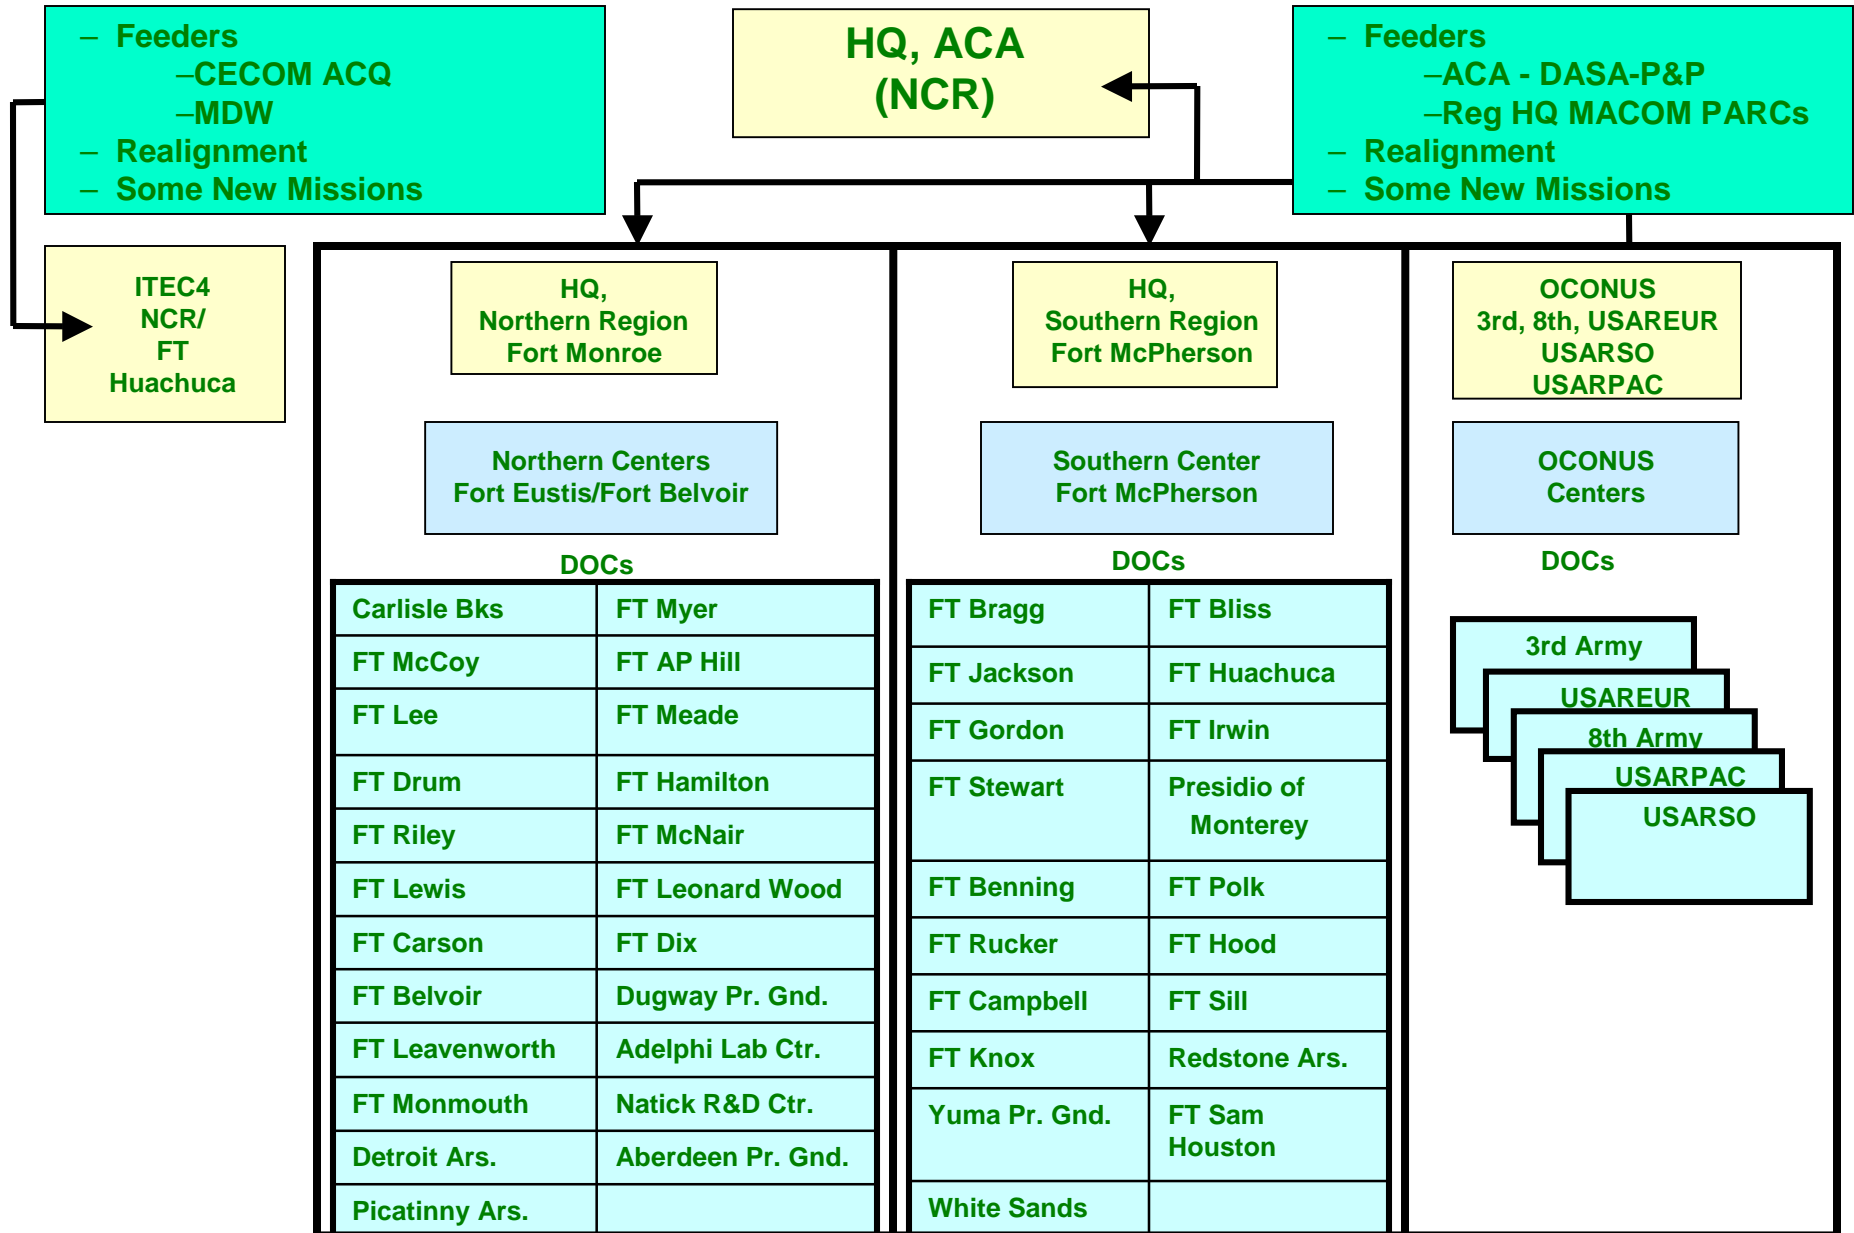 – Feeders
–CECOM ACQ
–MDW
– Realignment
– Some New Missions
HQ, ACA
(NCR)
– Feeders
–ACA - DASA-P&P
–Reg HQ MACOM PARCs
– Realignment
– Some New Missions
ITEC4
NCR/
FT
Huachuca
HQ,
Northern Region
Fort Monroe
HQ,
Southern Region
Fort McPherson
OCONUS
3rd, 8th, USAREUR
USARSO
USARPAC
Northern Centers
Fort Eustis/Fort Belvoir
Southern Center
Fort McPherson
OCONUS
Centers
DOCs
Carlisle Bks FT Myer
FT McCoy FT AP Hill
FT Lee FT Meade
FT Drum FT Hamilton
FT Riley FT McNair
FT Lewis FT Leonard Wood
FT Carson FT Dix
FT Belvoir Dugway Pr. Gnd.
FT Leavenworth Adelphi Lab Ctr.
FT Monmouth Natick R&D Ctr.
Detroit Ars. Aberdeen Pr. Gnd.
Picatinny Ars.
DOCs
FT Bragg FT Bliss
FT Jackson FT Huachuca
FT Gordon FT Irwin
FT Stewart Presidio of
Monterey
FT Benning FT Polk
FT Rucker FT Hood
FT Campbell FT Sill
FT Knox Redstone Ars.
Yuma Pr. Gnd. FT Sam
Houston
White Sands
DOCs
3rd Army
USAREUR
8th Army
USARPAC
USARSO